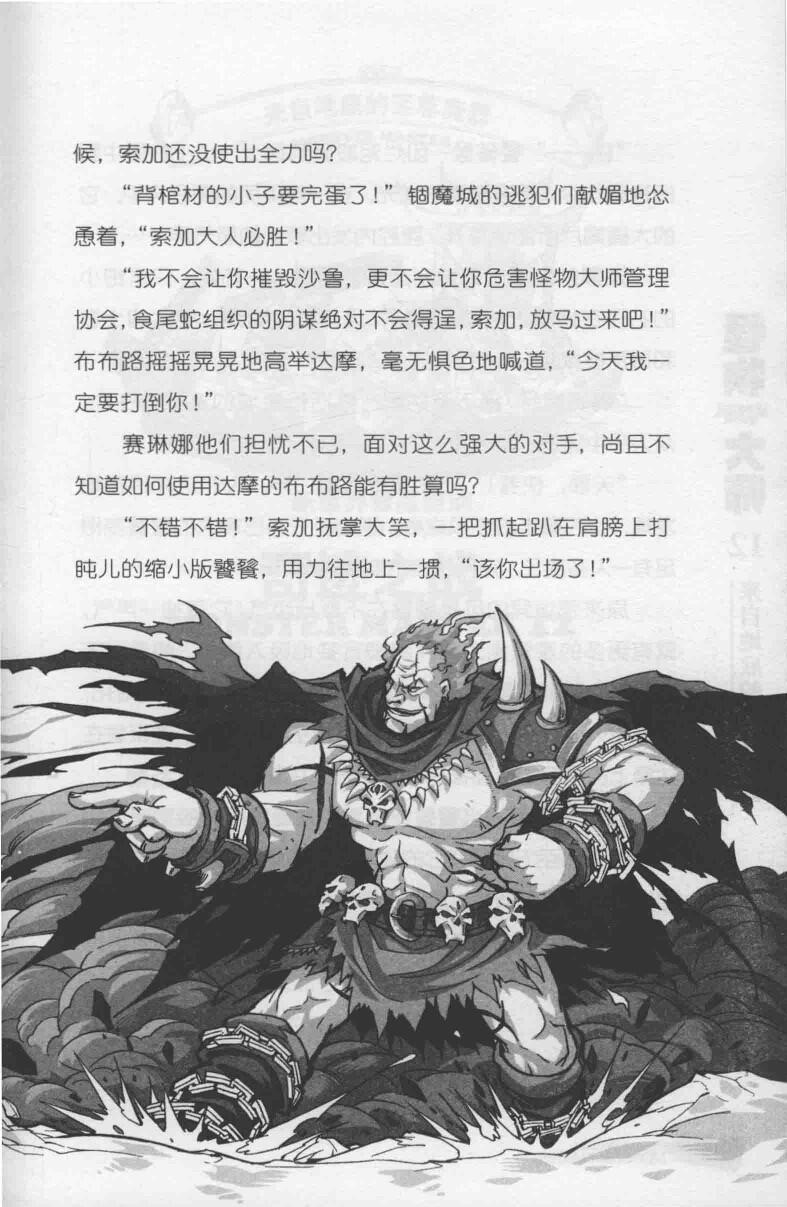 候，索加还没使出全力吗？
“背棺材的小子要完蛋了！”锢魔城的逃犯们献媚地怂
恿着，“索加大人必胜！”
“我不会让你摧毁沙鲁，更不会让你危害怪物大师管理
协会，食尾蛇组织的阴谋绝对不会得逞，索加，放马过来吧！”
布布路摇摇晃晃地高举达摩，毫无惧色地喊道，“今天我一
定要打倒你！”
赛琳娜他们担忧不已，面对这么强大的对手，尚且不
知道如何使用达摩的布布路能有胜算吗？
“不错不错！”索加抚掌大笑，一把抓起趴在肩膀上打
盹儿的缩小版饕餮，用力往地上一掼，“该你出场了！”